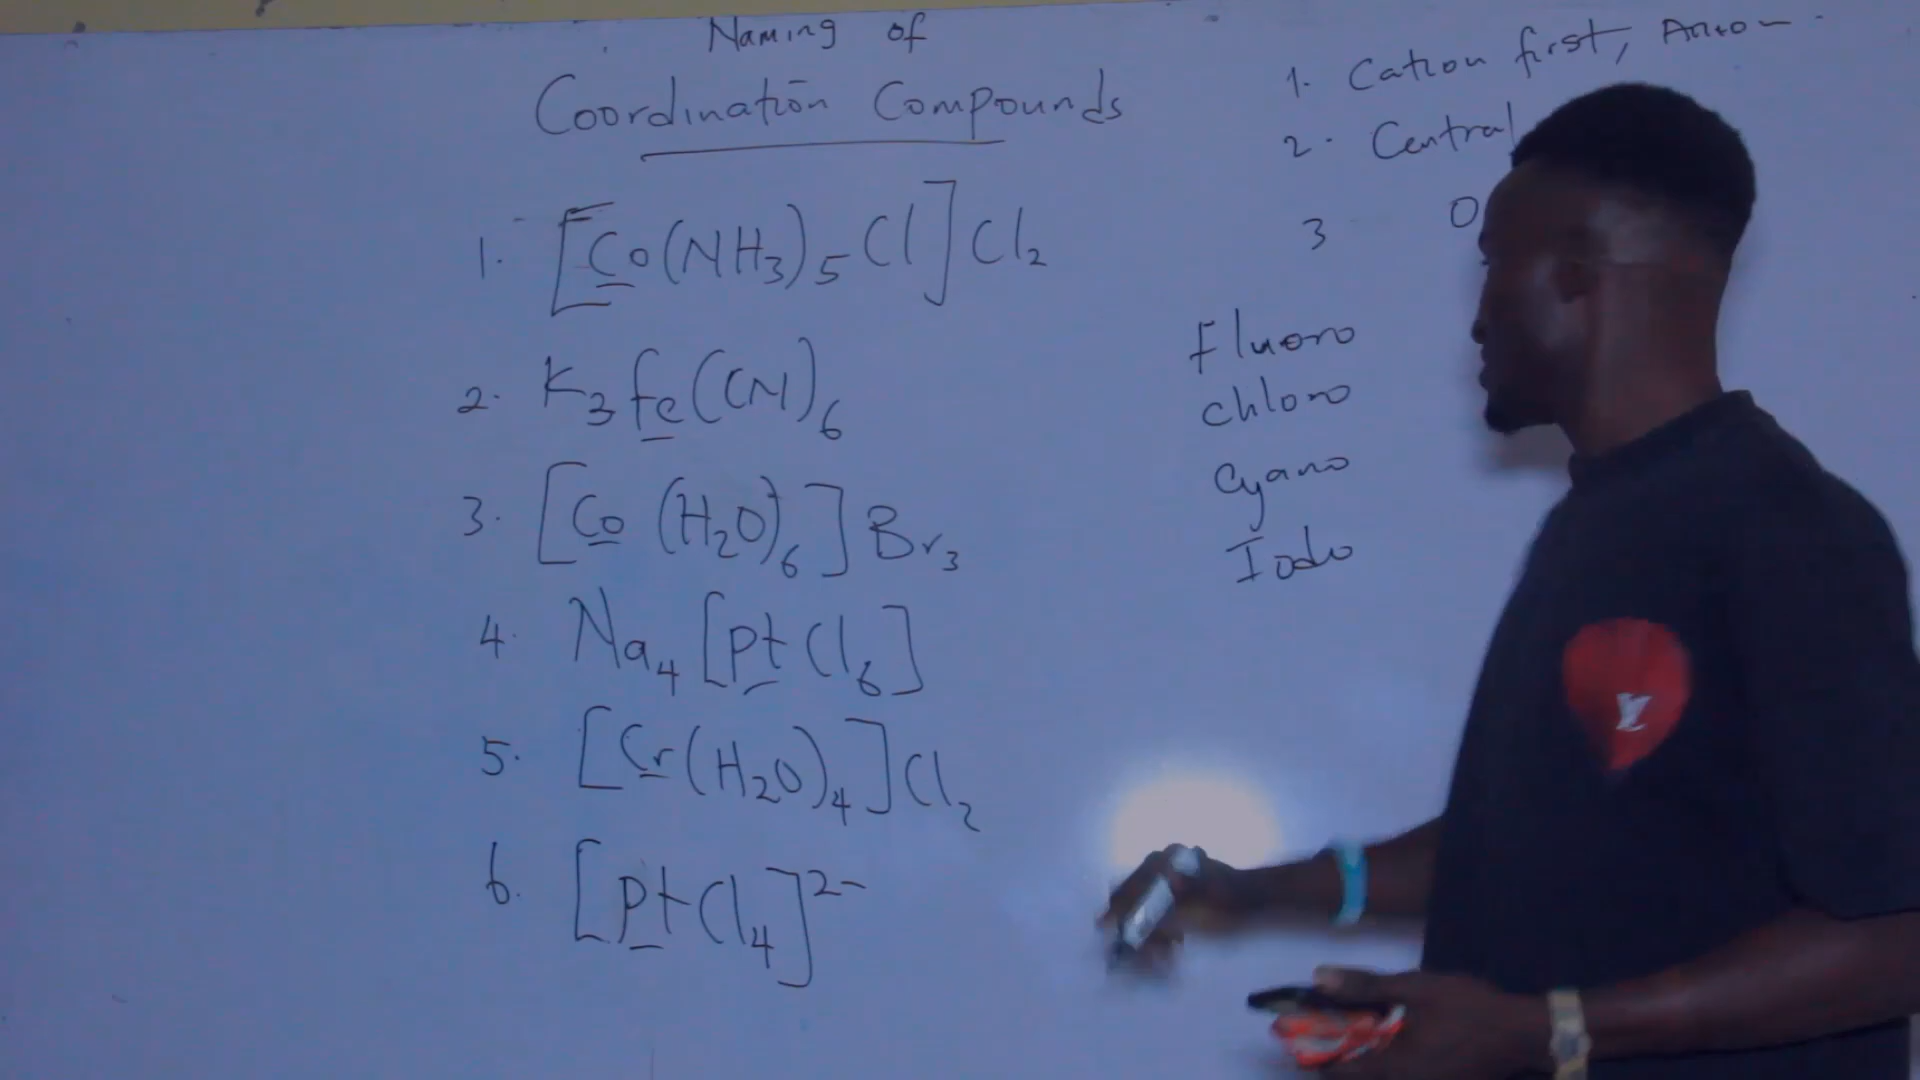 Naming of
Coordination Compounds
1. [Co(NH₃)₅Cl]Cl₂
2. K₃Fe(CN)₆
3. [Co(H₂O)₆]Br₃
4. Na₄[PtCl₆]
5. [Cr(H₂O)₄]Cl₂
6. [PtCl₄]²⁻
1. Cation first, Anion
2. Central
3 O
Fluoro
chloro
Cyano
Iodo
LV